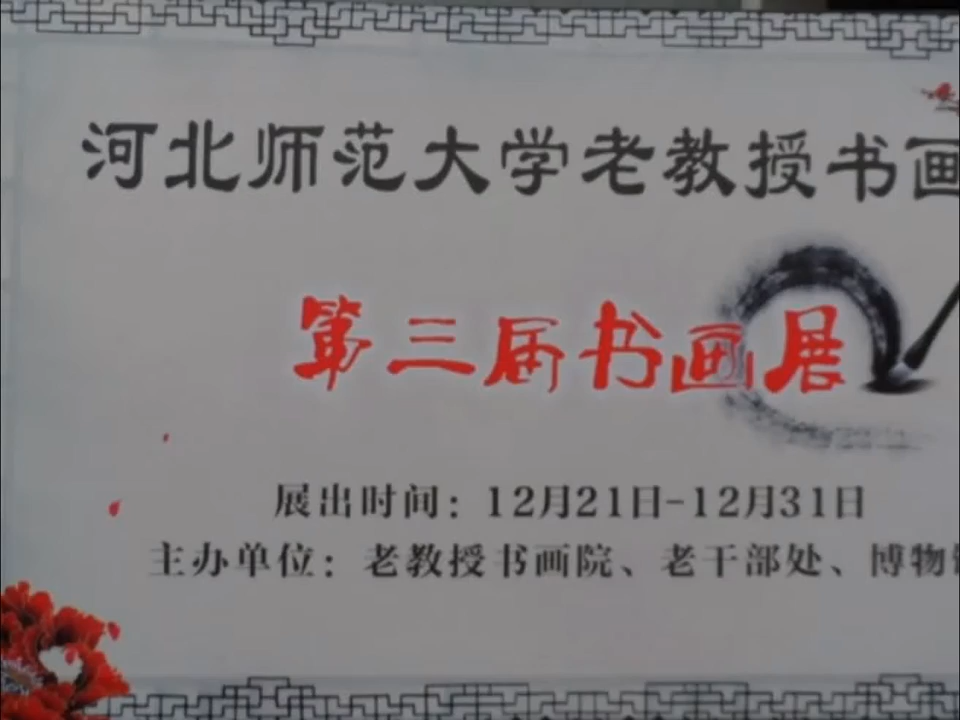 河北师范大学老教授书画
第三届书画展
展出时间：12月21日-12月31日
主办单位：老教授书画院、老干部处、博物馆